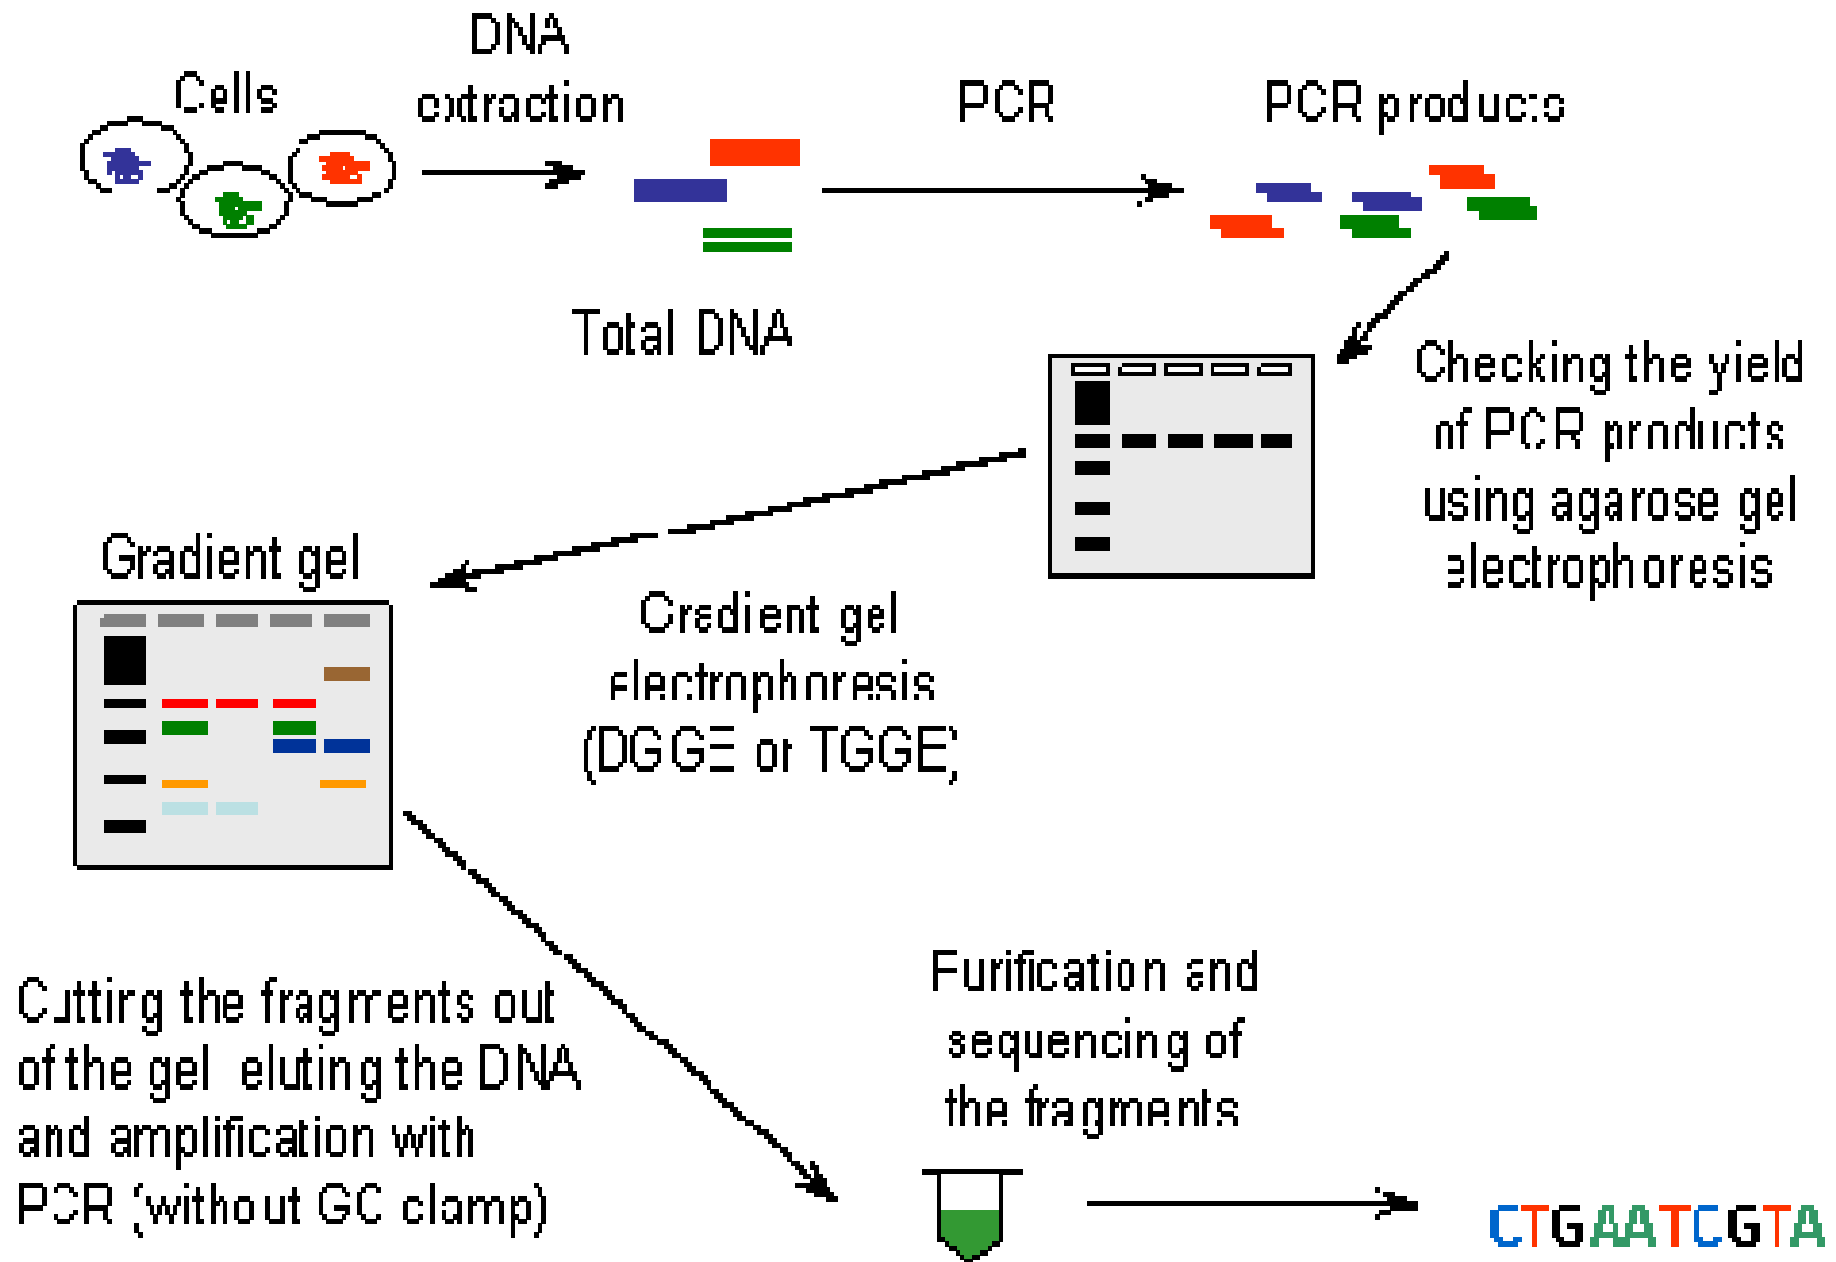 DNA
extraction
Cells
PCR
PCR products
Total DNA
Checking the yield
of PCR products
using agarose gel
electrophoresis
Gradient gel
Gradient gel
electrophoresis
(DGGE or TGGE)
Cutting the fragments out
of the gel eluting the DNA
and amplification with
PCR (without GC clamp)
Purification and
sequencing of
the fragments
CTGAATCGTA